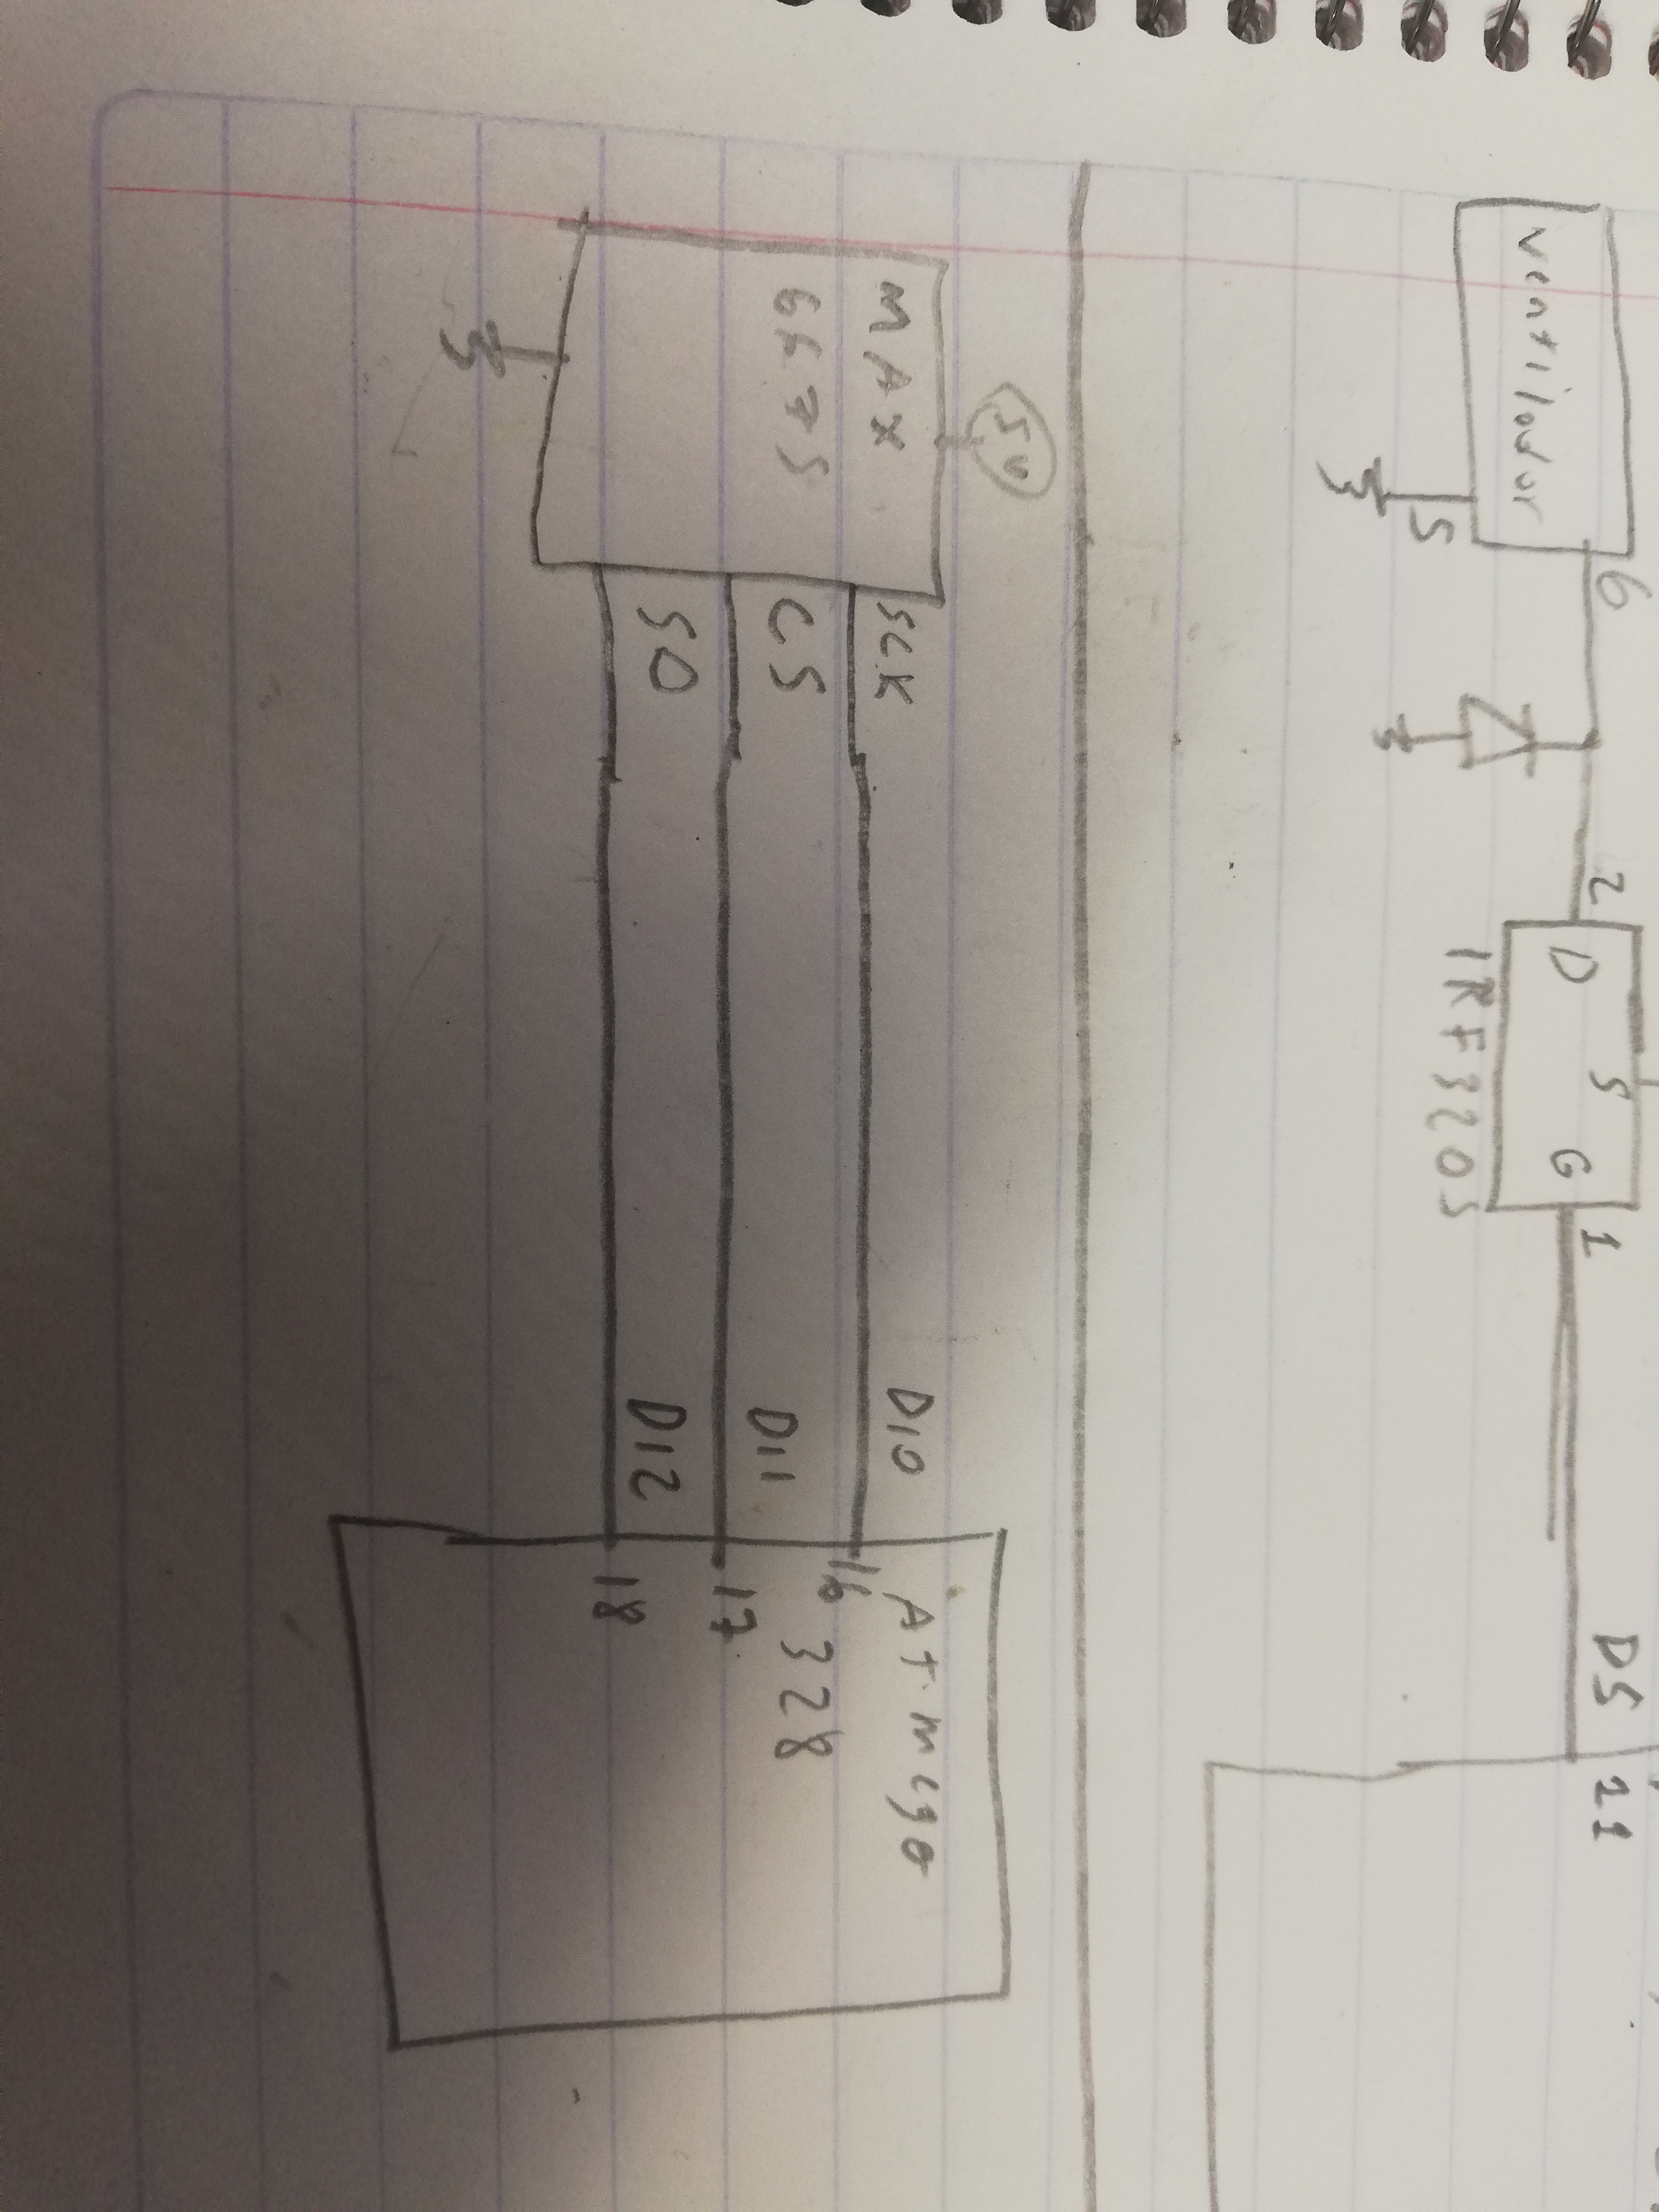 Ventilador
6
5
2
D S G
1
IRF3205
D5
21
5v
MAX
6675
SCK
CS
SO
D10
D11
D12
16
17
18
Atmega
328